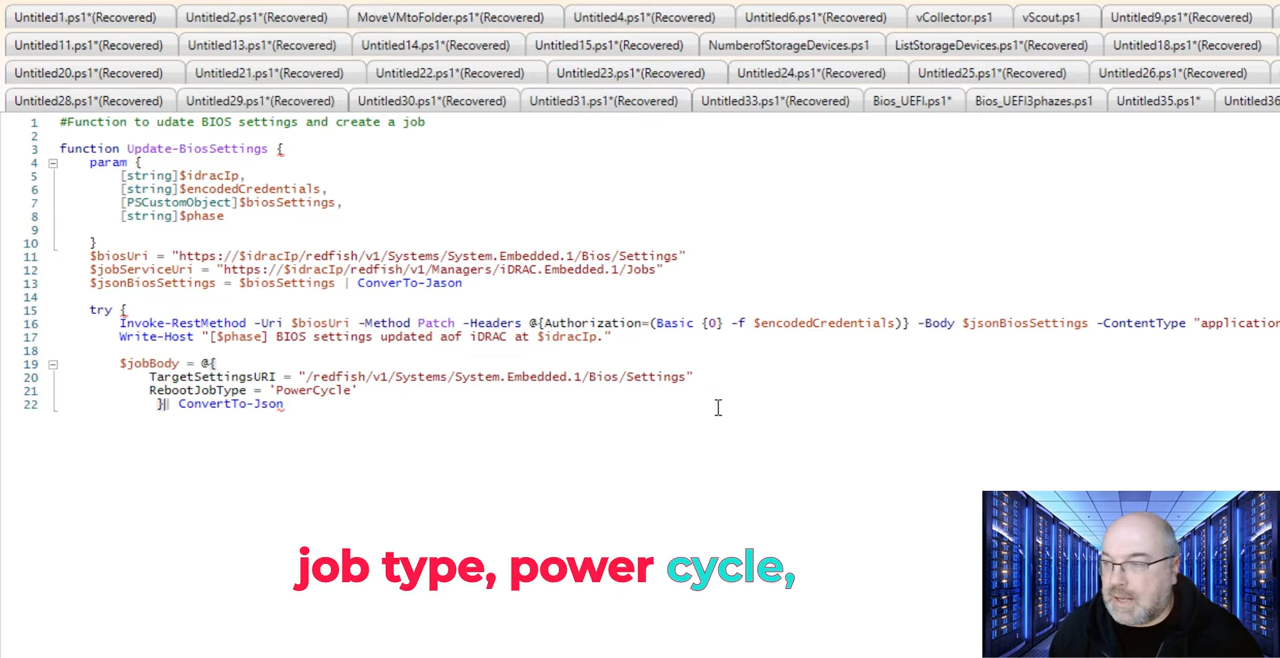 Untitled1.ps1*(Recovered) Untitled2.ps1*(Recovered) MoveVMtoFolder.ps1*(Recovered) Untitled4.ps1*(Recovered) Untitled6.ps1*(Recovered) vCollector.ps1 vScout.ps1 Untitled9.ps1*(Recovered)
Untitled11.ps1*(Recovered) Untitled13.ps1*(Recovered) Untitled14.ps1*(Recovered) Untitled15.ps1*(Recovered) NumberofStorageDevices.ps1 ListStorageDevices.ps1*(Recovered) Untitled18.ps1*(Recovered)
Untitled20.ps1*(Recovered) Untitled21.ps1*(Recovered) Untitled22.ps1*(Recovered) Untitled23.ps1*(Recovered) Untitled24.ps1*(Recovered) Untitled25.ps1*(Recovered) Untitled26.ps1*(Recovered)
Untitled28.ps1*(Recovered) Untitled29.ps1*(Recovered) Untitled30.ps1*(Recovered) Untitled31.ps1*(Recovered) Untitled33.ps1*(Recovered) Bios_UEFI.ps1* Bios_UEFI3phazes.ps1 Untitled35.ps1* Untitled36
1 #Function to udate BIOS settings and create a job
2
3 function Update-BiosSettings {
4 param {
5 [string]$idracIp,
6 [string]$encodedCredentials,
7 [PSCustomObject]$biosSettings,
8 [string]$phase
9
10 }
11 $biosUri = "https://$idracIp/redfish/v1/Systems/System.Embedded.1/Bios/Settings"
12 $jobServiceUri = "https://$idracIp/redfish/v1/Managers/iDRAC.Embedded.1/Jobs"
13 $jsonBiosSettings = $biosSettings | ConverTo-Jason
14
15 try {
16 Invoke-RestMethod -Uri $biosUri -Method Patch -Headers @{Authorization=(Basic {0} -f $encodedCredentials)} -Body $jsonBiosSettings -ContentType "application
17 Write-Host "[$phase] BIOS settings updated aof iDRAC at $idracIp."
18
19 $jobBody = @{
20 TargetSettingsURI = "/redfish/v1/Systems/System.Embedded.1/Bios/Settings"
21 RebootJobType = 'PowerCycle'
22 }| ConvertTo-Json
job type, power cycle,